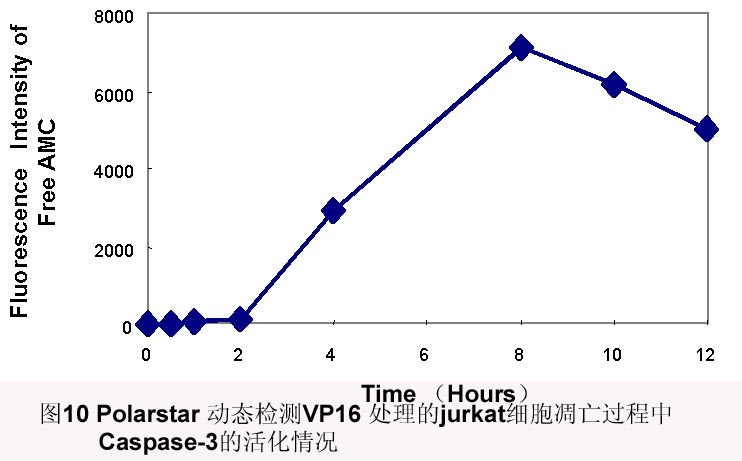 Fluorescence Intensity of
Free AMC
8000
6000
4000
2000
0
0 2 4 6 8 10 12
Time （Hours）
图10 Polarstar 动态检测VP16 处理的jurkat细胞凋亡过程中
Caspase-3的活化情况